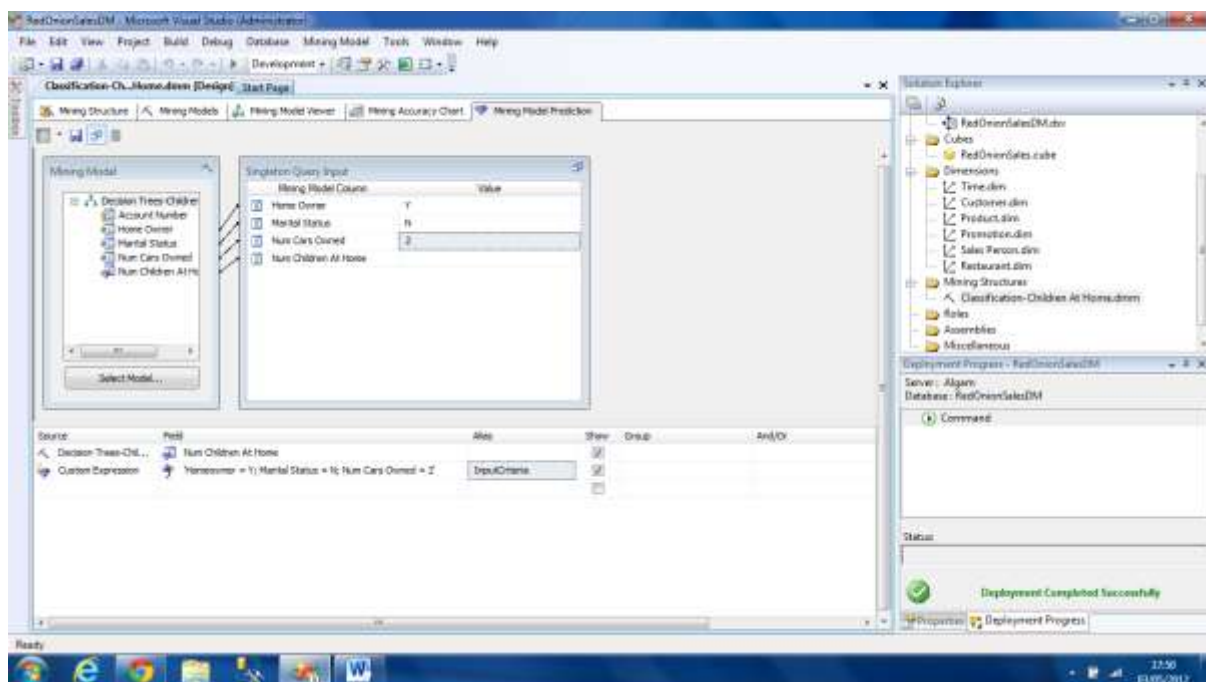 RedOnionSalesDM - Microsoft Visual Studio (Administrator)
File Edit View Project Build Debug Database Mining Model Tools Window Help
Development
Classification-Ch...Home.dmm [Design] Start Page
Mining Structure Mining Models Mining Model Viewer Mining Accuracy Chart Mining Model Prediction
Mining Model
Decision Trees-Childre
Account Number
Home Owner
Marital Status
Num Cars Owned
Num Children At Ho
Select Model...
Singleton Query Input
Mining Model Column Value
Home Owner Y
Marital Status N
Num Cars Owned 2
Num Children At Home
Source Field Alias Show Group And/Or
Decision Trees-Chil... Num Children At Home
Custom Expression 'Homeowner = Y; Marital Status = N; Num Cars Owned = 2' InputCriteria
Solution Explorer
RedOnionSalesDM.dsv
Cubes
RedOnionSales.cube
Dimensions
Time.dim
Customer.dim
Product.dim
Promotion.dim
Sales Person.dim
Restaurant.dim
Mining Structures
Classification-Children At Home.dmm
Roles
Assemblies
Miscellaneous
Deployment Progress - RedOnionSalesDM
Server: Algam
Database: RedOnionSalesDM
Command
Status:
Deployment Completed Successfully
Properties Deployment Progress
Ready
17:50
03/05/2012